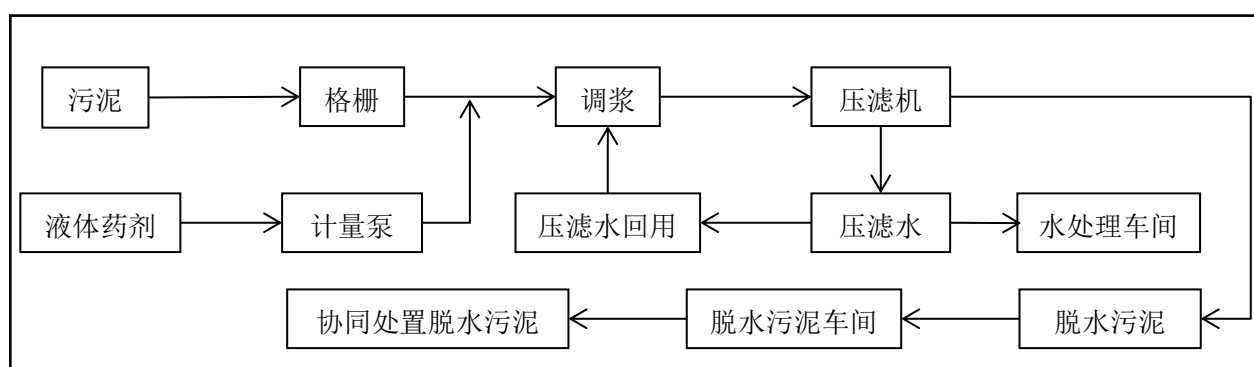 污泥
格栅
调浆
压滤机
液体药剂
计量泵
压滤水回用
压滤水
水处理车间
协同处置脱水污泥
脱水污泥车间
脱水污泥